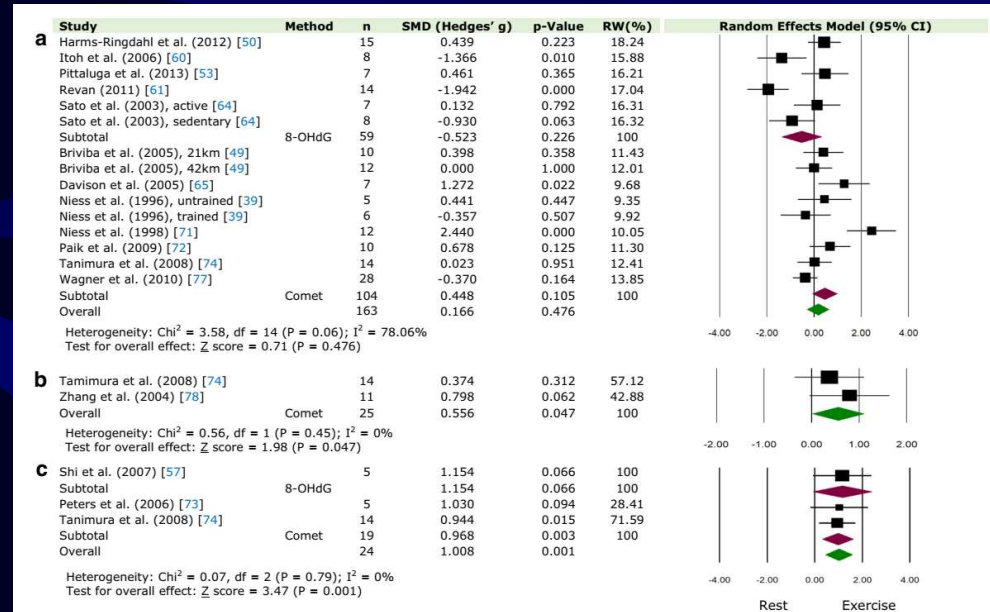 Study Method n SMD (Hedges' g) p-Value RW(%) Random Effects Model (95% CI)
a
Harms-Ringdahl et al. (2012) [50] 15 0.439 0.223 18.24
Itoh et al. (2006) [60] 8 -1.366 0.010 15.88
Pittaluga et al. (2013) [53] 7 0.461 0.365 16.21
Revan (2011) [61] 14 -1.942 0.000 17.04
Sato et al. (2003), active [64] 7 0.132 0.792 16.31
Sato et al. (2003), sedentary [64] 8 -0.930 0.063 16.32
Subtotal 8-OHdG 59 -0.523 0.226 100
Briviba et al. (2005), 21km [49] 10 0.398 0.358 11.43
Briviba et al. (2005), 42km [49] 12 0.000 1.000 12.01
Davison et al. (2005) [65] 7 1.272 0.022 9.68
Niess et al. (1996), untrained [39] 5 0.441 0.447 9.35
Niess et al. (1996), trained [39] 6 -0.357 0.507 9.92
Niess et al. (1998) [71] 12 2.440 0.000 10.05
Paik et al. (2009) [72] 10 0.678 0.125 11.30
Tanimura et al. (2008) [74] 14 0.023 0.951 12.41
Wagner et al. (2010) [77] 28 -0.370 0.164 13.85
Subtotal Comet 104 0.448 0.105 100
Overall 163 0.166 0.476
Heterogeneity: Chi² = 3.58, df = 14 (P = 0.06); I² = 78.06%
Test for overall effect: Z score = 0.71 (P = 0.476)
-4.00 -2.00 0.00 2.00 4.00
b
Tamimura et al. (2008) [74] 14 0.374 0.312 57.12
Zhang et al. (2004) [78] 11 0.798 0.062 42.88
Overall Comet 25 0.556 0.047 100
Heterogeneity: Chi² = 0.56, df = 1 (P = 0.45); I² = 0%
Test for overall effect: Z score = 1.98 (P = 0.047)
-2.00 -1.00 0.00 1.00 2.00
c
Shi et al. (2007) [57] 5 1.154 0.066 100
Subtotal 8-OHdG 1.154 0.066 100
Peters et al. (2006) [73] 5 1.030 0.094 28.41
Tanimura et al. (2008) [74] 14 0.944 0.015 71.59
Subtotal Comet 19 0.968 0.003 100
Overall 24 1.008 0.001
Heterogeneity: Chi² = 0.07, df = 2 (P = 0.79); I² = 0%
Test for overall effect: Z score = 3.47 (P = 0.001)
-4.00 -2.00 0.00 2.00 4.00
Rest Exercise